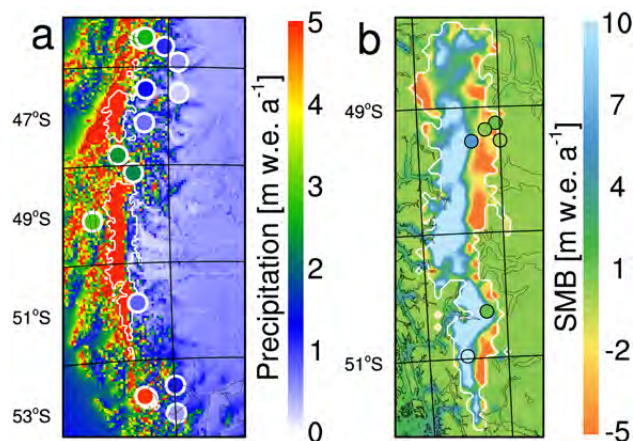 a
47°S
49°S
51°S
53°S
5
4
3
2
1
0
Precipitation [m w.e. a⁻¹]
b
49°S
51°S
10
7
4
1
-2
-5
SMB [m w.e. a⁻¹]